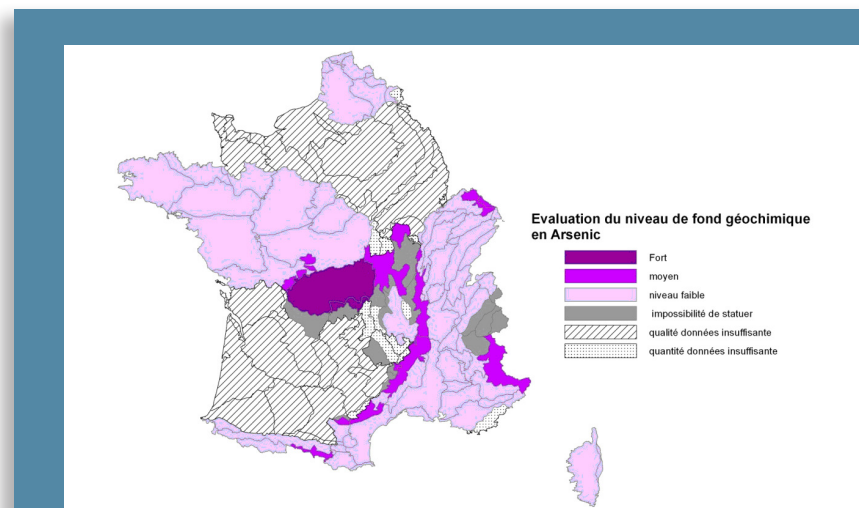 Evaluation du niveau de fond géochimique
en Arsenic
Fort
moyen
niveau faible
impossibilité de statuer
qualité données insuffisante
quantité données insuffisante